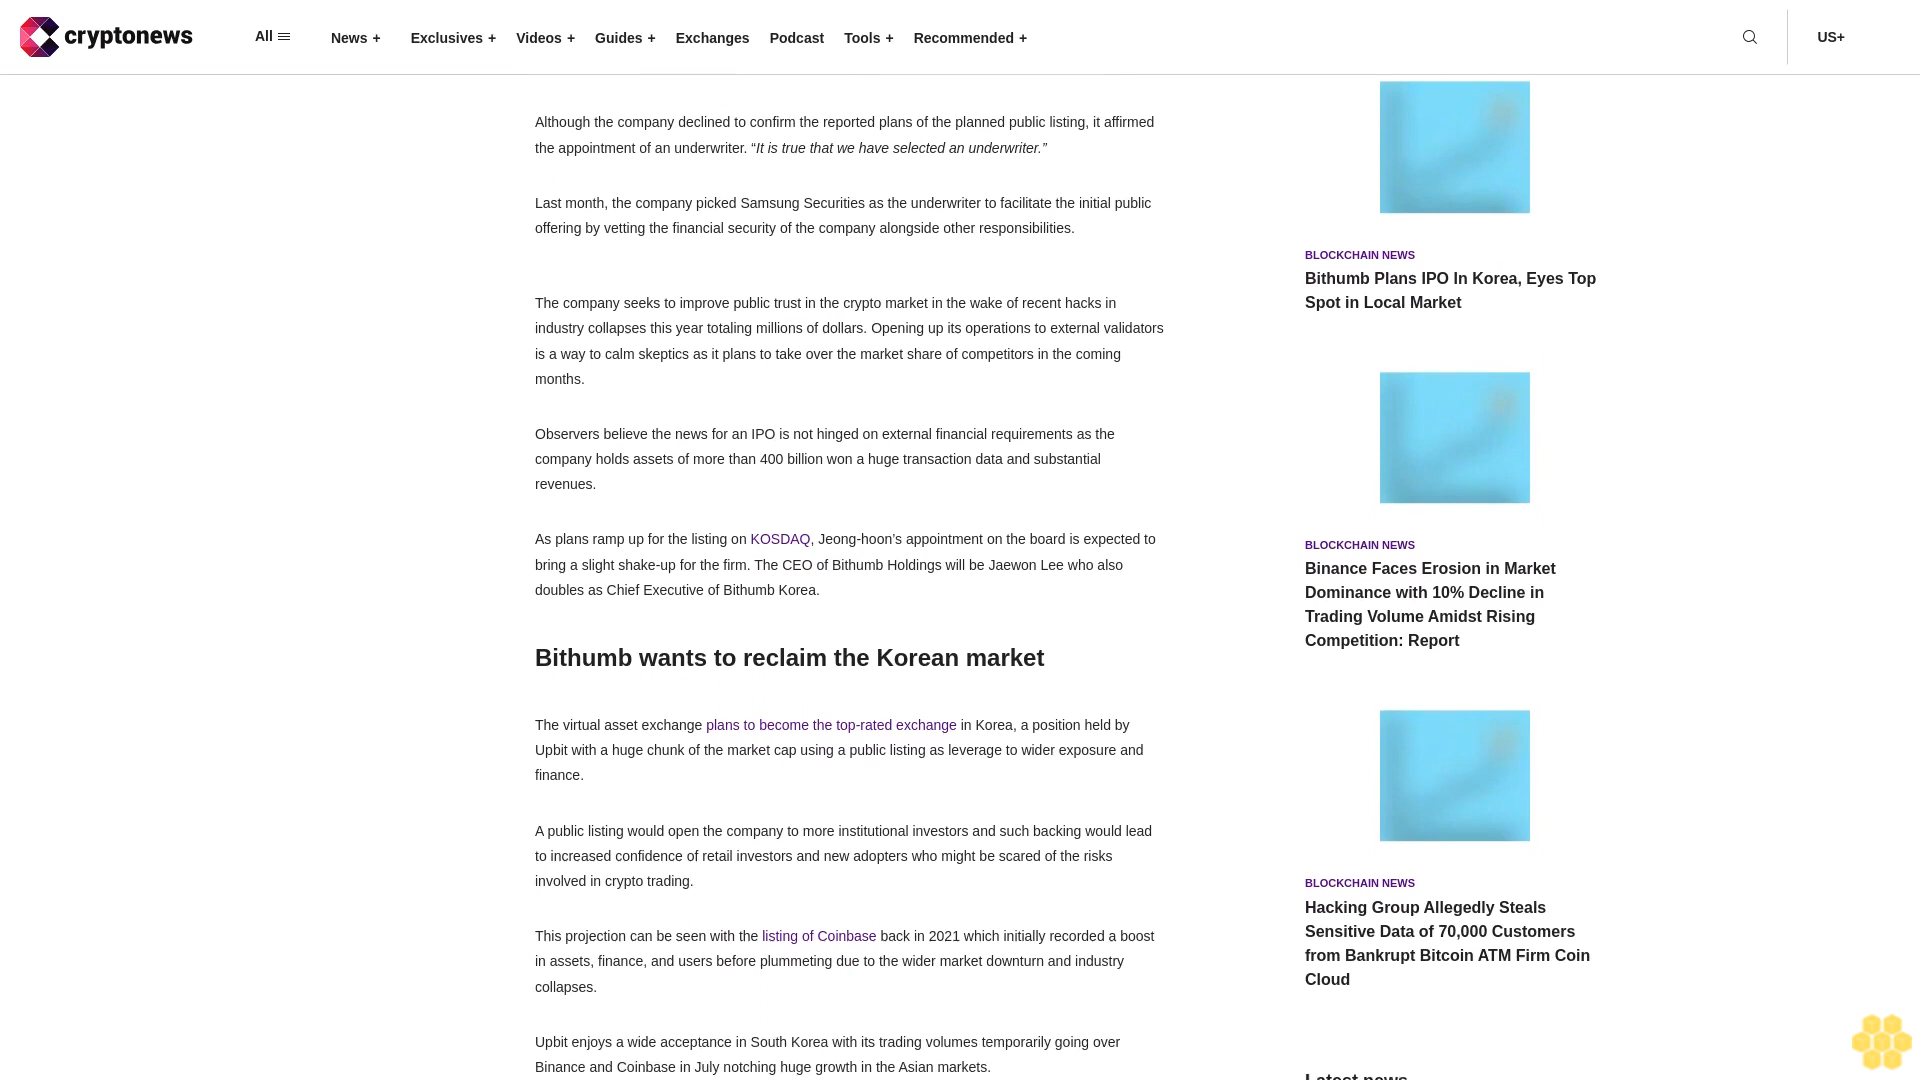 cryptonews
All
News +
Exclusives +
Videos +
Guides +
Exchanges
Podcast
Tools +
Recommended +
US+
Although the company declined to confirm the reported plans of the planned public listing, it affirmed
the appointment of an underwriter. “It is true that we have selected an underwriter.”
Last month, the company picked Samsung Securities as the underwriter to facilitate the initial public
offering by vetting the financial security of the company alongside other responsibilities.
The company seeks to improve public trust in the crypto market in the wake of recent hacks in
industry collapses this year totaling millions of dollars. Opening up its operations to external validators
is a way to calm skeptics as it plans to take over the market share of competitors in the coming
months.
Observers believe the news for an IPO is not hinged on external financial requirements as the
company holds assets of more than 400 billion won a huge transaction data and substantial
revenues.
As plans ramp up for the listing on KOSDAQ, Jeong-hoon’s appointment on the board is expected to
bring a slight shake-up for the firm. The CEO of Bithumb Holdings will be Jaewon Lee who also
doubles as Chief Executive of Bithumb Korea.
Bithumb wants to reclaim the Korean market
The virtual asset exchange plans to become the top-rated exchange in Korea, a position held by
Upbit with a huge chunk of the market cap using a public listing as leverage to wider exposure and
finance.
A public listing would open the company to more institutional investors and such backing would lead
to increased confidence of retail investors and new adopters who might be scared of the risks
involved in crypto trading.
This projection can be seen with the listing of Coinbase back in 2021 which initially recorded a boost
in assets, finance, and users before plummeting due to the wider market downturn and industry
collapses.
Upbit enjoys a wide acceptance in South Korea with its trading volumes temporarily going over
Binance and Coinbase in July notching huge growth in the Asian markets.
BLOCKCHAIN NEWS
Bithumb Plans IPO In Korea, Eyes Top
Spot in Local Market
BLOCKCHAIN NEWS
Binance Faces Erosion in Market
Dominance with 10% Decline in
Trading Volume Amidst Rising
Competition: Report
BLOCKCHAIN NEWS
Hacking Group Allegedly Steals
Sensitive Data of 70,000 Customers
from Bankrupt Bitcoin ATM Firm Coin
Cloud
Latest news